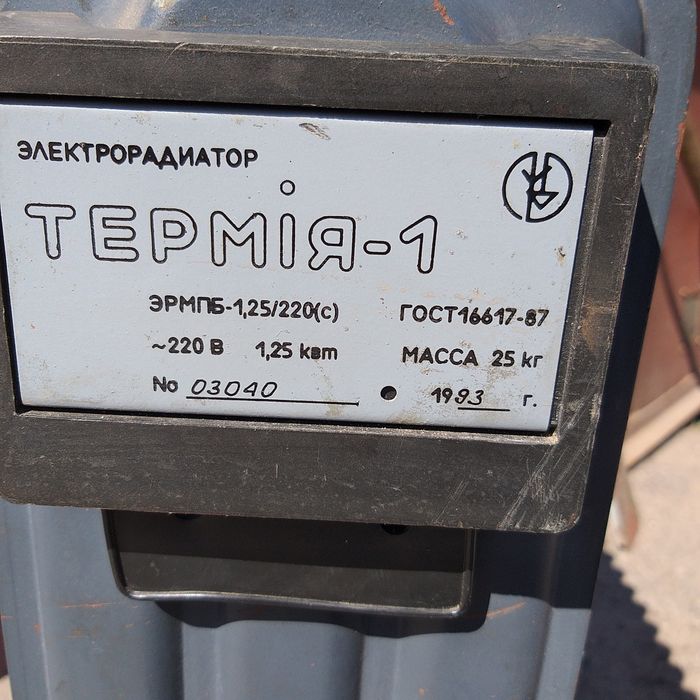 ЭЛЕКТРОРАДИАТОР
ТЕРМІЯ-1
ЭРМПБ-1,25/220(с) ГОСТ16617-87
~220 В 1,25 квт МАССА 25 кг
No 03040 1993 г.